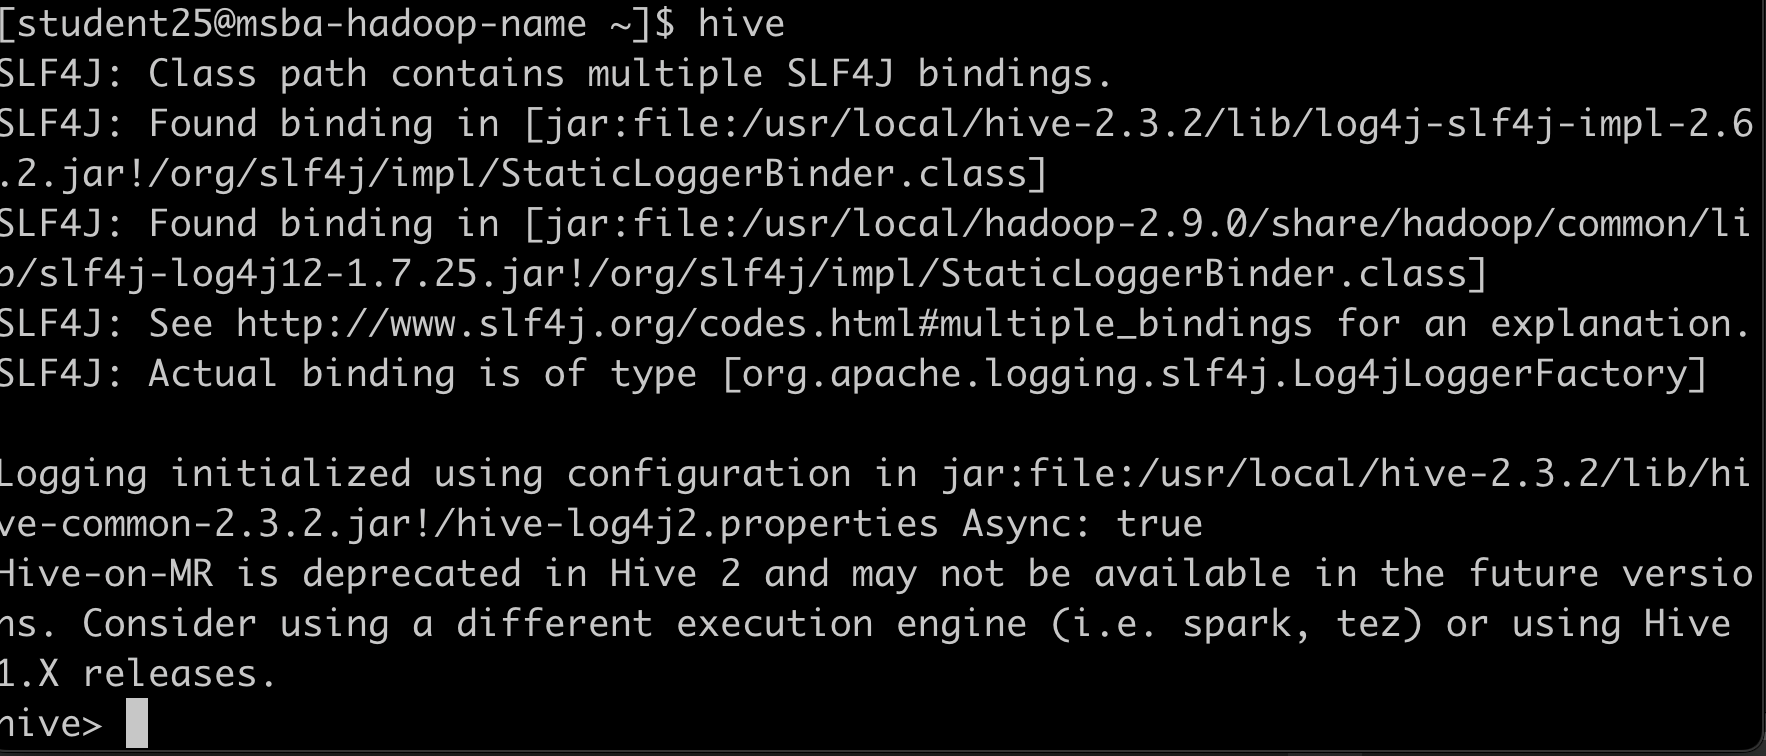 [student25@msba-hadoop-name ~]$ hive
SLF4J: Class path contains multiple SLF4J bindings.
SLF4J: Found binding in [jar:file:/usr/local/hive-2.3.2/lib/log4j-slf4j-impl-2.6
.2.jar!/org/slf4j/impl/StaticLoggerBinder.class]
SLF4J: Found binding in [jar:file:/usr/local/hadoop-2.9.0/share/hadoop/common/li
b/slf4j-log4j12-1.7.25.jar!/org/slf4j/impl/StaticLoggerBinder.class]
SLF4J: See http://www.slf4j.org/codes.html#multiple_bindings for an explanation.
SLF4J: Actual binding is of type [org.apache.logging.slf4j.Log4jLoggerFactory]

Logging initialized using configuration in jar:file:/usr/local/hive-2.3.2/lib/hi
ve-common-2.3.2.jar!/hive-log4j2.properties Async: true
Hive-on-MR is deprecated in Hive 2 and may not be available in the future versio
ns. Consider using a different execution engine (i.e. spark, tez) or using Hive
1.X releases.
hive>